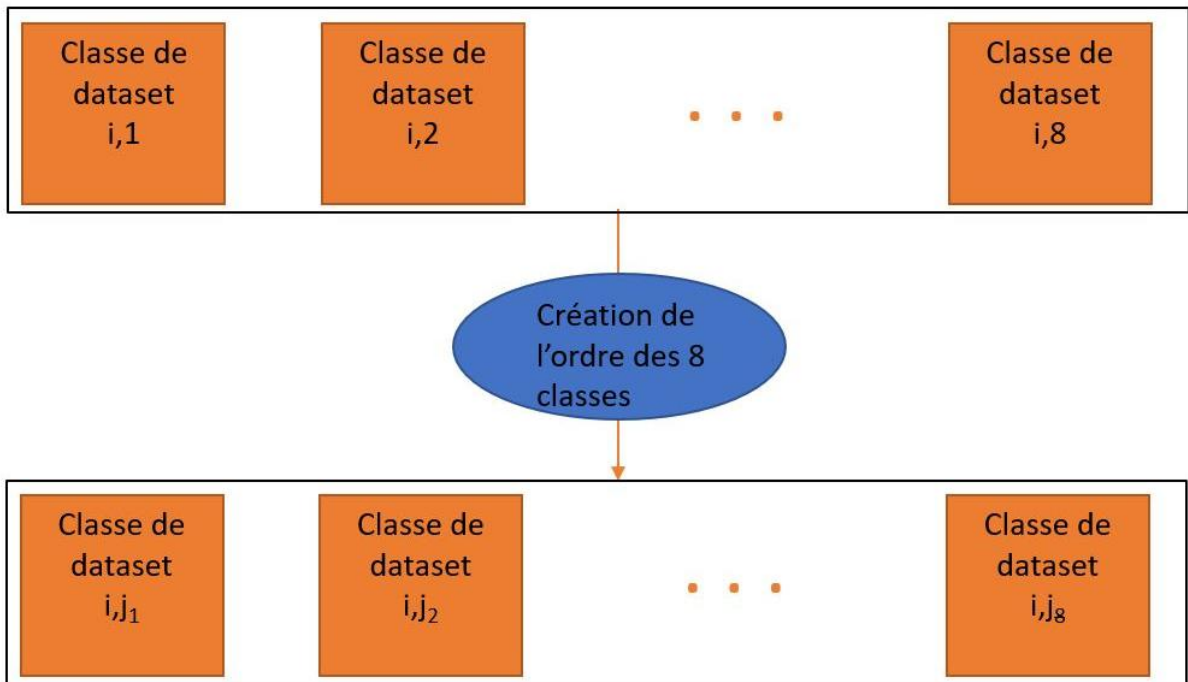 Classe de
dataset
i,1
Classe de
dataset
i,2
. . .
Classe de
dataset
i,8
Création de
l’ordre des 8
classes
Classe de
dataset
i,j₁
Classe de
dataset
i,j₂
. . .
Classe de
dataset
i,j₈